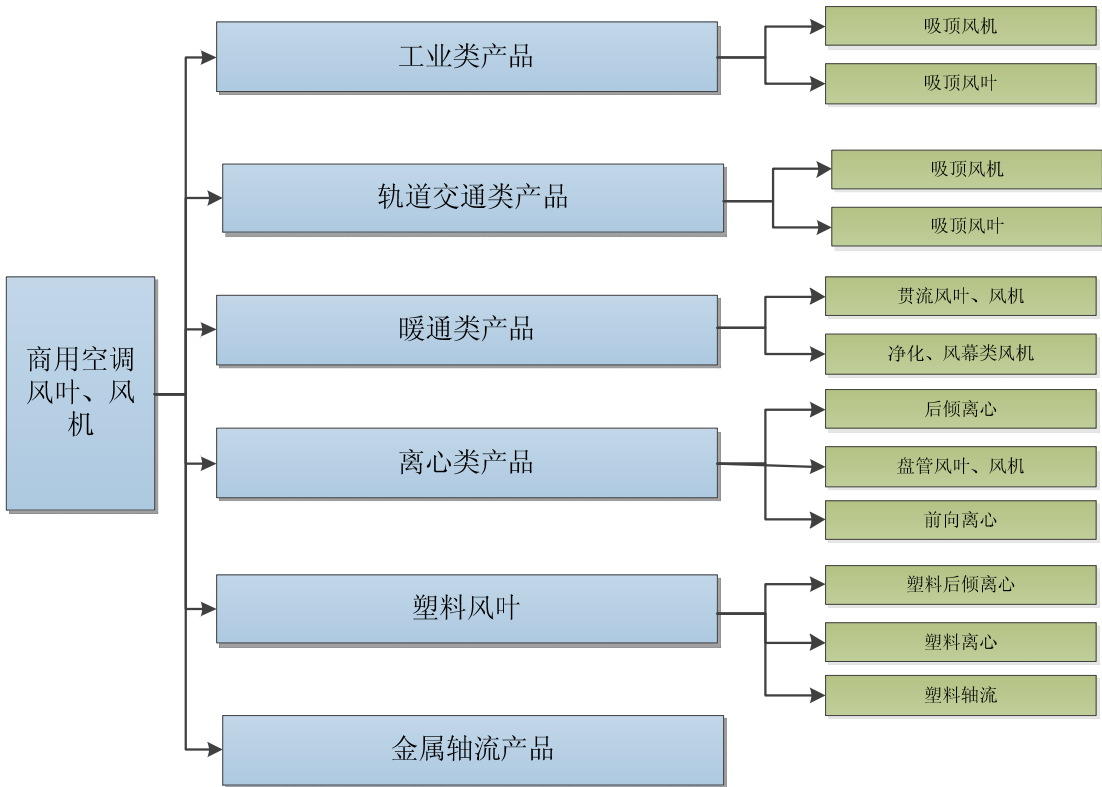 商用空调
风叶、风
机
工业类产品
吸顶风机
吸顶风叶
轨道交通类产品
吸顶风机
吸顶风叶
暖通类产品
贯流风叶、风机
净化、风幕类风机
离心类产品
后倾离心
盘管风叶、风机
前向离心
塑料风叶
塑料后倾离心
塑料离心
塑料轴流
金属轴流产品